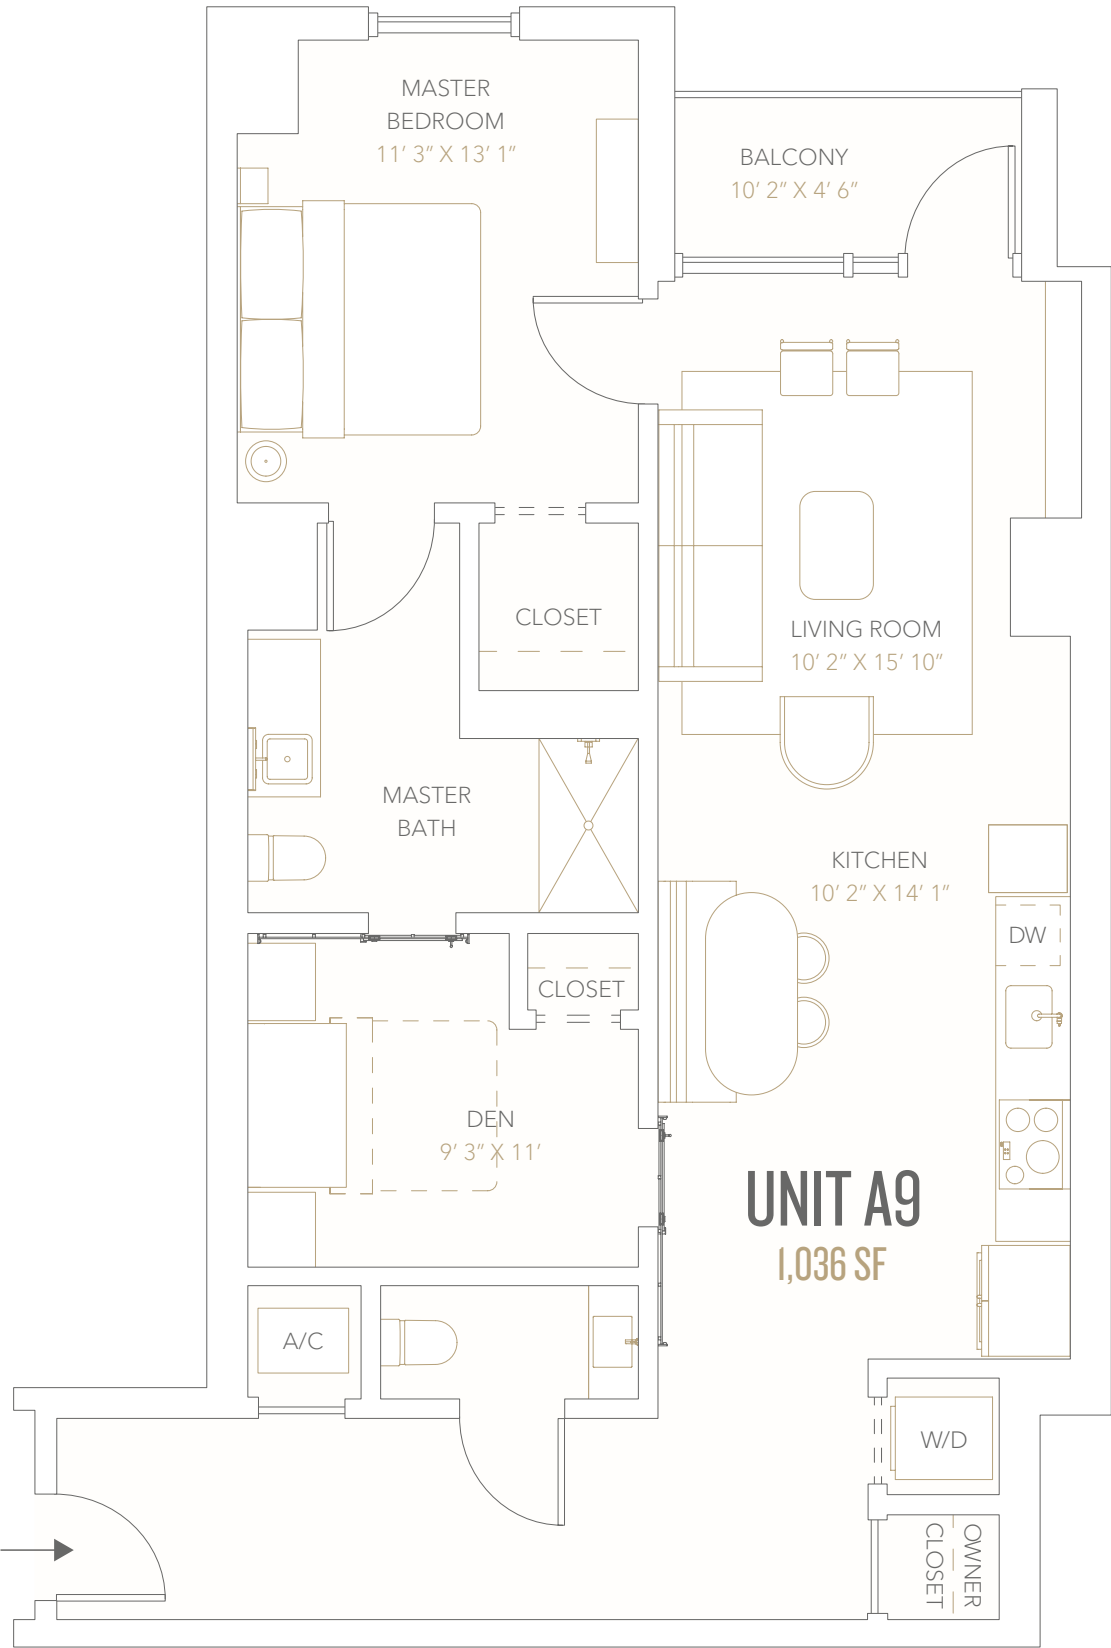 MASTER
BEDROOM
11’ 3” X 13’ 1”
BALCONY
10’ 2” X 4’ 6”
CLOSET
LIVING ROOM
10’ 2” X 15’ 10”
MASTER
BATH
KITCHEN
10’ 2” X 14’ 1”
DW
CLOSET
DEN
9’ 3” X 11’
UNIT A9
1,036 SF
A/C
W/D
OWNER
CLOSET